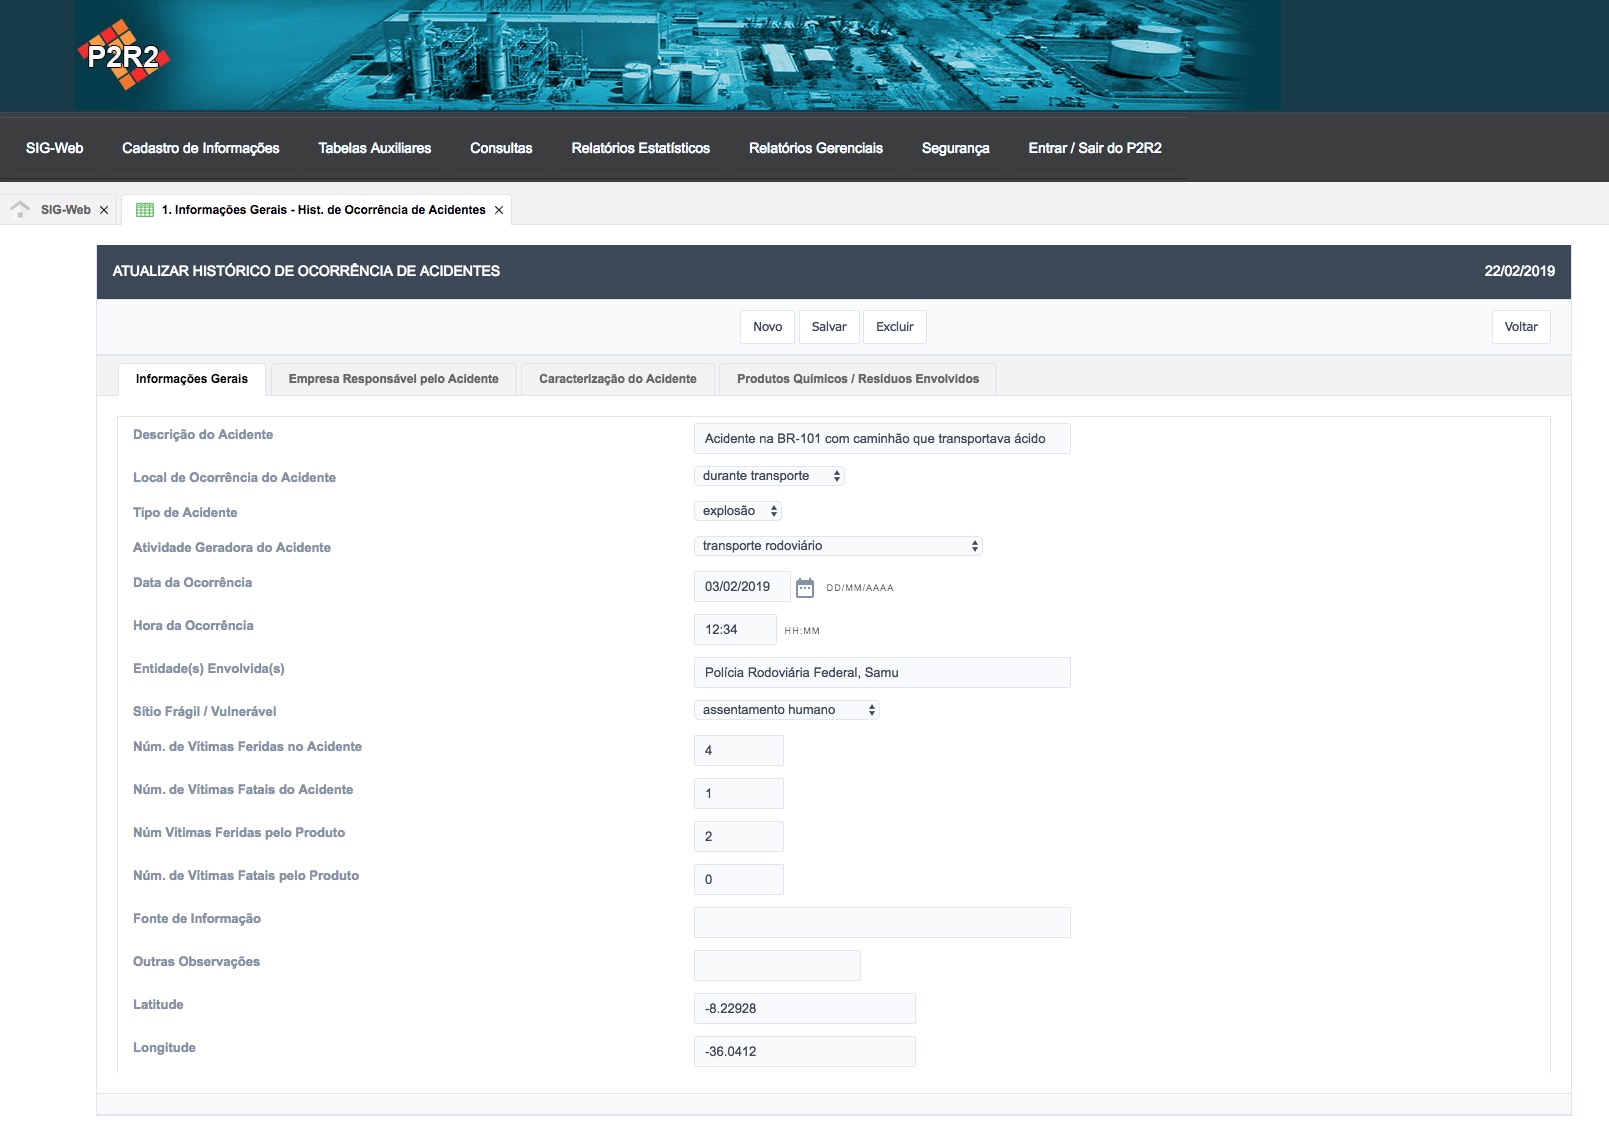 P2R2
SIG-Web Cadastro de Informações Tabelas Auxiliares Consultas Relatórios Estatísticos Relatórios Gerenciais Segurança Entrar / Sair do P2R2
SIG-Web × 1. Informações Gerais - Hist. de Ocorrência de Acidentes ×
ATUALIZAR HISTÓRICO DE OCORRÊNCIA DE ACIDENTES 22/02/2019
Novo Salvar Excluir Voltar
Informações Gerais Empresa Responsável pelo Acidente Caracterização do Acidente Produtos Químicos / Resíduos Envolvidos
Descrição do Acidente Acidente na BR-101 com caminhão que transportava ácido
Local de Ocorrência do Acidente durante transporte
Tipo de Acidente explosão
Atividade Geradora do Acidente transporte rodoviário
Data da Ocorrência 03/02/2019 DD/MM/AAAA
Hora da Ocorrência 12:34 HH:MM
Entidade(s) Envolvida(s) Polícia Rodoviária Federal, Samu
Sítio Frágil / Vulnerável assentamento humano
Núm. de Vítimas Feridas no Acidente 4
Núm. de Vítimas Fatais do Acidente 1
Núm Vitimas Feridas pelo Produto 2
Núm. de Vítimas Fatais pelo Produto 0
Fonte de Informação
Outras Observações
Latitude -8.22928
Longitude -36.0412